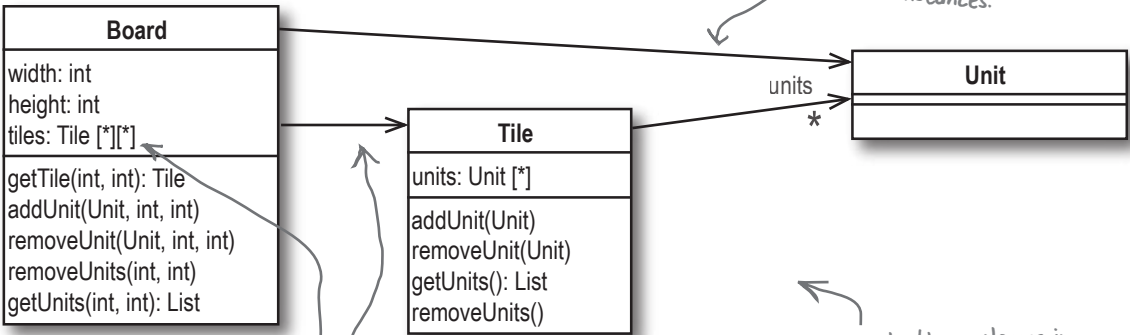 Board
width: int
height: int
tiles: Tile [*][*]
getTile(int, int): Tile
addUnit(Unit, int, int)
removeUnit(Unit, int, int)
removeUnits(int, int)
getUnits(int, int): List
Tile
units: Unit [*]
addUnit(Unit)
removeUnit(Unit)
getUnits(): List
removeUnits()
units
*
Unit